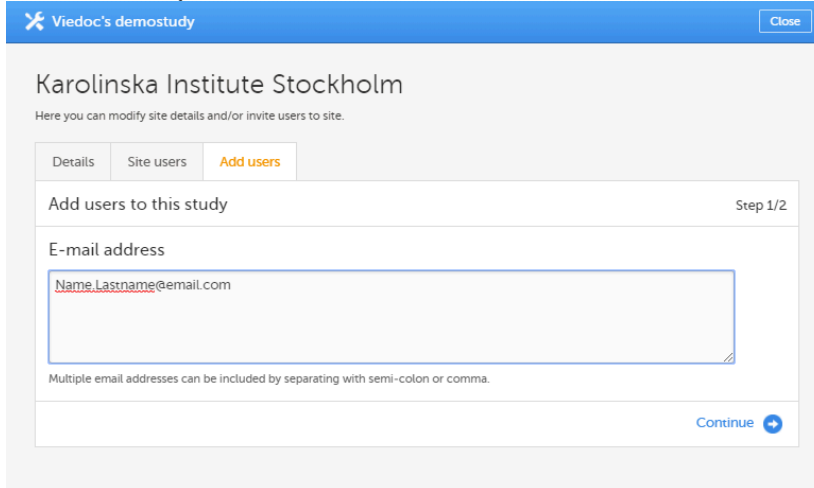 Viedoc's demostudy
Close
Karolinska Institute Stockholm
Here you can modify site details and/or invite users to site.
Details Site users Add users
Add users to this study Step 1/2
E-mail address
Name.Lastname@email.com
Multiple email addresses can be included by separating with semi-colon or comma.
Continue